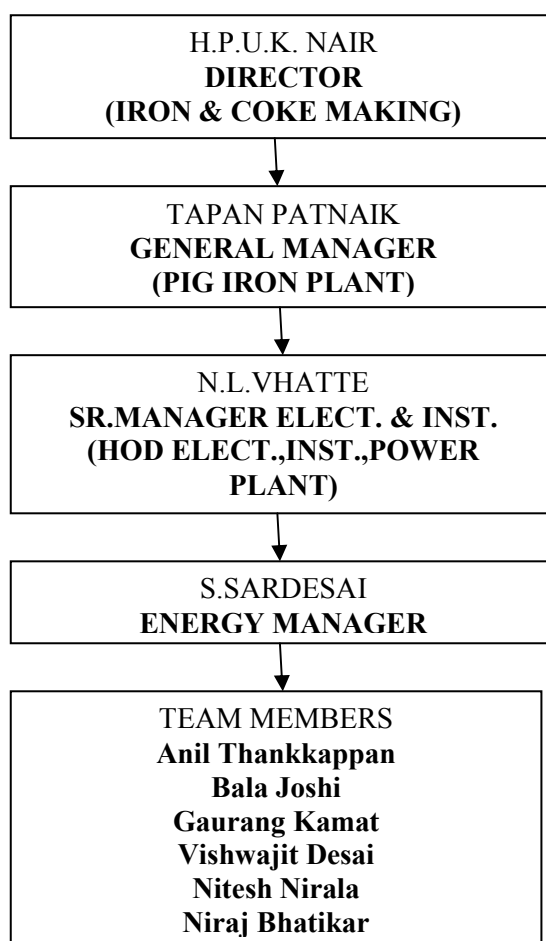 H.P.U.K. NAIR
DIRECTOR
(IRON & COKE MAKING)
TAPAN PATNAIK
GENERAL MANAGER
(PIG IRON PLANT)
N.L.VHATTE
SR.MANAGER ELECT. & INST.
(HOD ELECT.,INST.,POWER
PLANT)
S.SARDESAI
ENERGY MANAGER
TEAM MEMBERS
Anil Thankkappan
Bala Joshi
Gaurang Kamat
Vishwajit Desai
Nitesh Nirala
Niraj Bhatikar